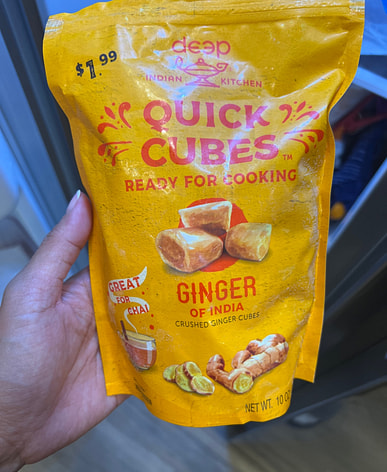 $1.99
deep
INDIAN KITCHEN
QUICK
CUBES™
READY FOR COOKING
GREAT
FOR
CHAI
GINGER
OF INDIA
CRUSHED GINGER CUBES
NET WT. 10